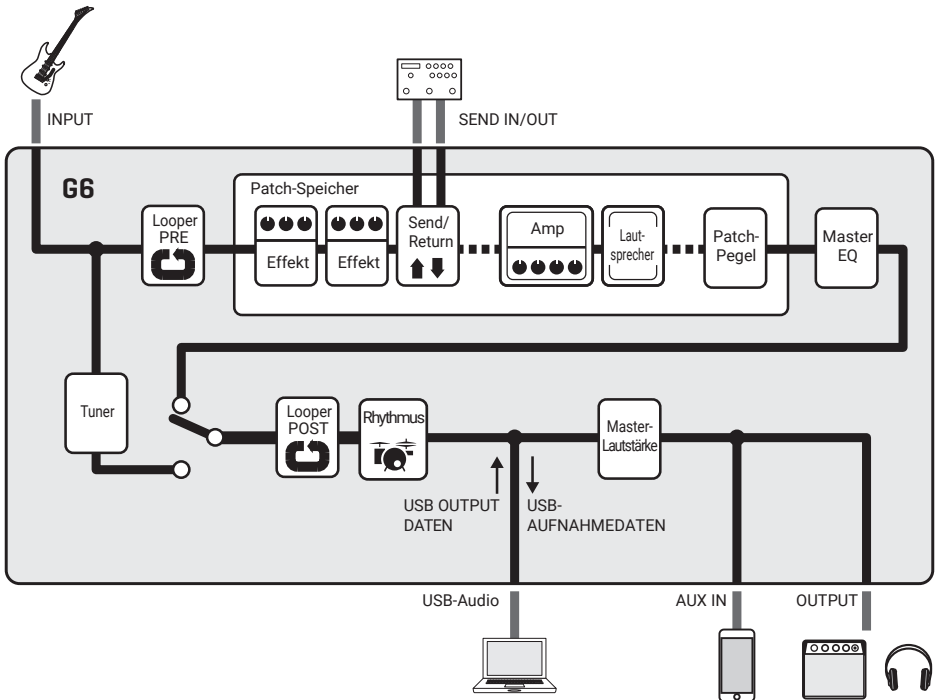 INPUT
SEND IN/OUT
G6
Patch-Speicher
Looper
PRE
Effekt
Effekt
Send/
Return
Amp
Laut-
sprecher
Patch-
Pegel
Master
EQ
Tuner
Looper
POST
Rhythmus
Master-
Lautstärke
USB OUTPUT
DATEN
USB-
AUFNAHMEDATEN
USB-Audio
AUX IN
OUTPUT